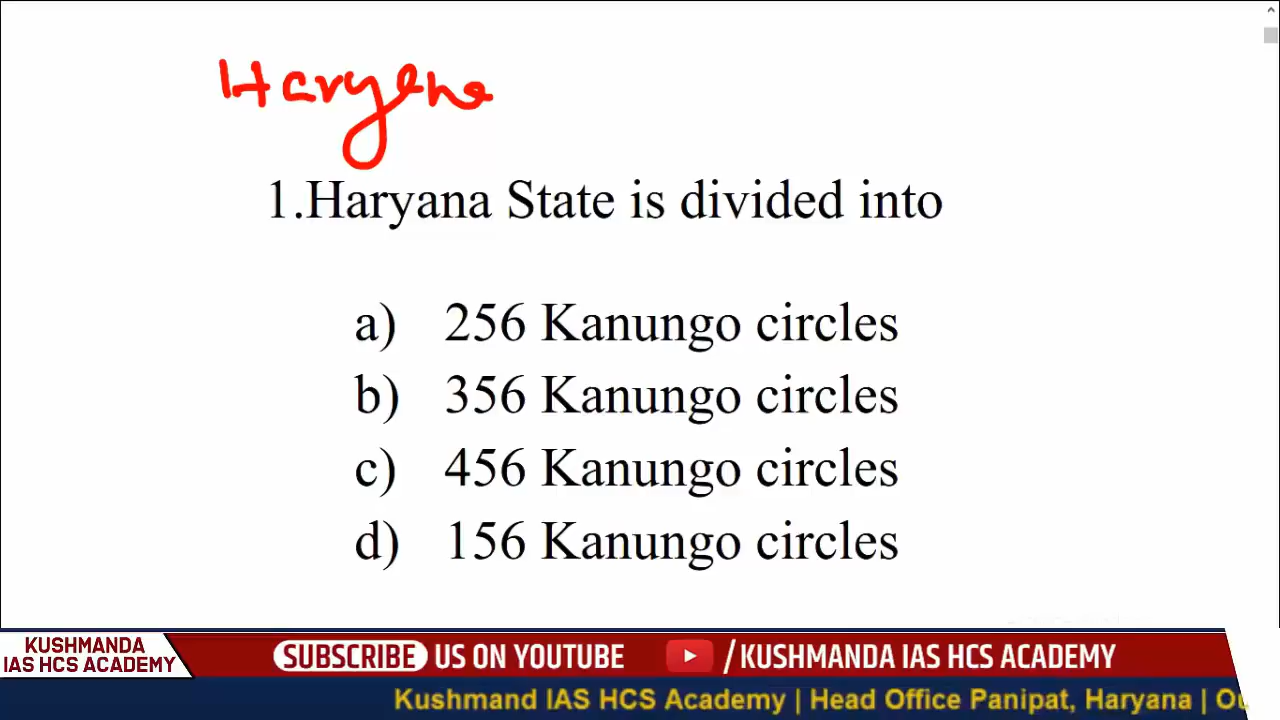 Haryana
1.Haryana State is divided into
a) 256 Kanungo circles
b) 356 Kanungo circles
c) 456 Kanungo circles
d) 156 Kanungo circles
KUSHMANDA
IAS HCS ACADEMY
SUBSCRIBE US ON YOUTUBE /KUSHMANDA IAS HCS ACADEMY
Kushmand IAS HCS Academy | Head Office Panipat, Haryana |